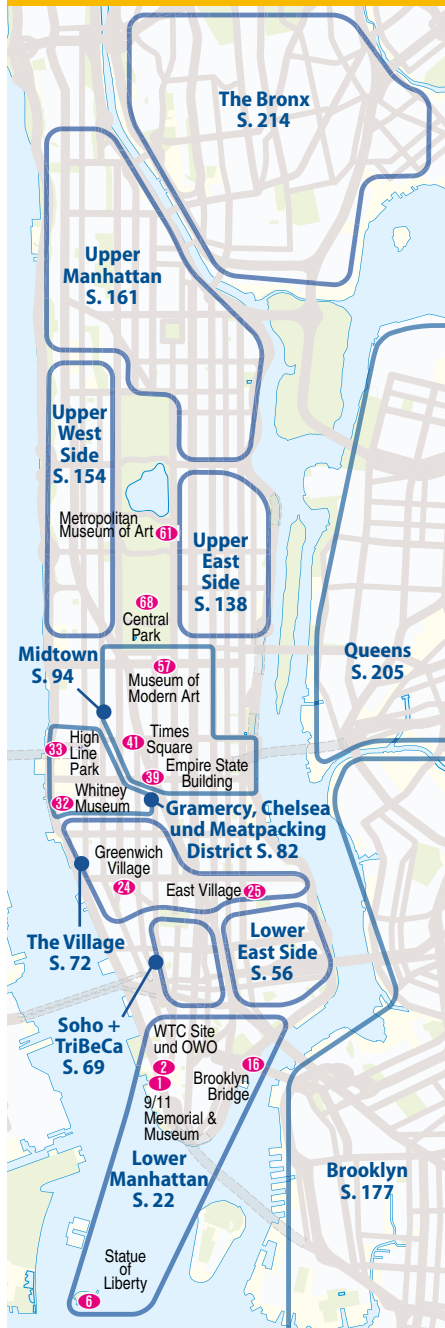 The Bronx
S. 214
Upper
Manhattan
S. 161
Upper
West
Side
S. 154
Metropolitan
Museum of Art 61
Upper
East
Side
S. 138
68
Central
Park
Midtown
S. 94
57
Museum of
Modern Art
Queens
S. 205
33 High
Line
Park
41 Times
Square
39 Empire State
Building
32 Whitney
Museum
Gramercy, Chelsea
und Meatpacking
District S. 82
Greenwich
Village
24
East Village 25
The Village
S. 72
Lower
East Side
S. 56
Soho +
TriBeCa
S. 69
WTC Site
und OWO
2
1
9/11
Memorial &
Museum
16
Brooklyn
Bridge
Lower
Manhattan
S. 22
Brooklyn
S. 177
Statue
of
Liberty
6